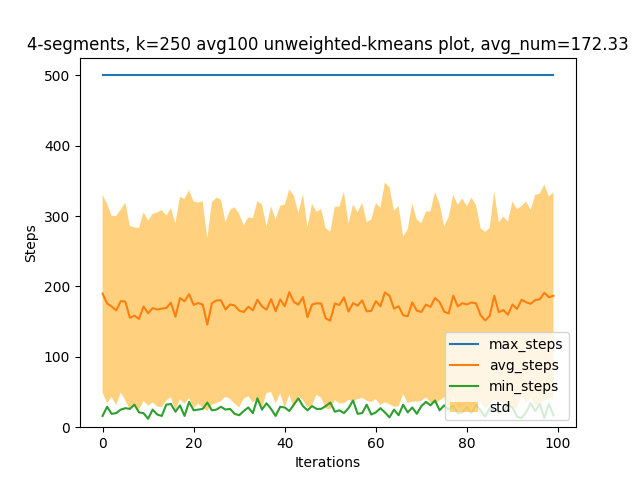 4-segments, k=250 avg100 unweighted-kmeans plot, avg_num=172.33
500
400
300
200
100
0
Steps
max_steps
avg_steps
min_steps
std
0 20 40 60 80 100
Iterations